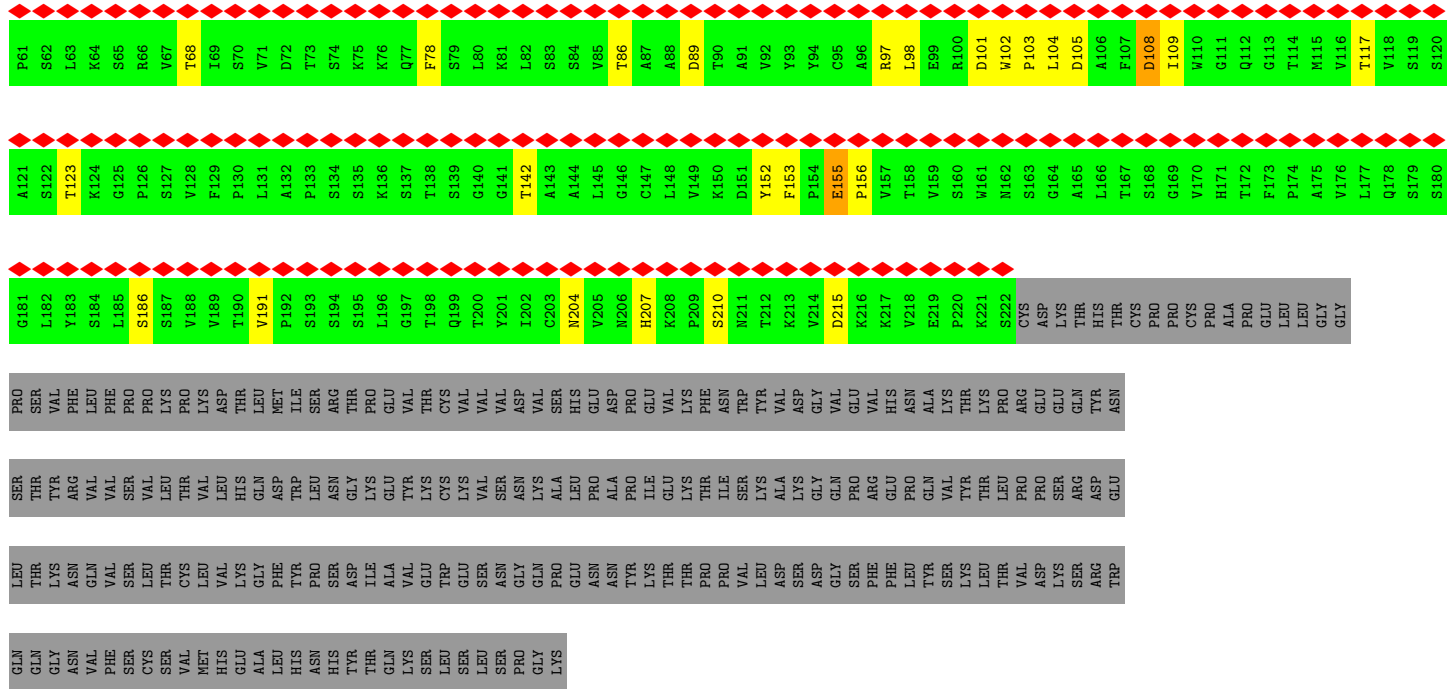 P61 S62 L63 K64 S65 R66 V67 T68 I69 S70 V71 D72 T73 S74 K75 K76 Q77 F78 S79 L80 K81 L82 S83 S84 V85 T86 A87 A88 D89 T90 A91 V92 Y93 Y94 C95 A96 R97 L98 E99 R100 D101 W102 P103 L104 D105 A106 F107 D108 I109 W110 G111 Q112 G113 T114 M115 V116 T117 V118 S119 S120
A121 S122 T123 K124 G125 P126 S127 V128 F129 P130 L131 A132 P133 S134 S135 K136 S137 T138 S139 G140 G141 T142 A143 A144 L145 G146 C147 L148 V149 K150 D151 Y152 F153 P154 E155 P156 V157 T158 V159 S160 W161 N162 S163 G164 A165 L166 T167 S168 G169 V170 H171 T172 F173 P174 A175 V176 L177 Q178 S179 S180
G181 L182 Y183 S184 L185 S186 S187 V188 V189 T190 V191 P192 S193 S194 S195 L196 G197 T198 Q199 T200 Y201 I202 C203 N204 V205 N206 H207 K208 P209 S210 N211 T212 K213 V214 D215 K216 K217 V218 E219 P220 K221 S222 CYS ASP LYS THR HIS THR CYS PRO PRO CYS PRO ALA PRO GLU LEU LEU GLY GLY
PRO SER VAL PHE LEU PHE PRO PRO LYS PRO LYS ASP THR LEU MET ILE SER ARG THR PRO GLU VAL THR CYS VAL VAL VAL ASP VAL SER HIS GLU ASP PRO GLU VAL LYS PHE ASN TRP TYR VAL ASP GLY VAL GLU VAL HIS ASN ALA LYS THR LYS PRO ARG GLU GLU GLN TYR ASN
SER THR TYR ARG VAL VAL SER VAL LEU THR VAL LEU HIS GLN ASP TRP LEU ASN GLY LYS GLU TYR LYS CYS LYS VAL SER ASN LYS ALA LEU PRO ALA PRO ILE GLU LYS THR ILE SER LYS ALA LYS GLY GLN PRO ARG GLU PRO GLN VAL TYR THR LEU PRO PRO SER ARG ASP GLU
LEU THR LYS ASN GLN VAL SER LEU THR CYS LEU VAL LYS GLY PHE TYR PRO SER ASP ILE ALA VAL GLU TRP GLU SER ASN GLY GLN PRO GLU ASN ASN TYR LYS THR THR PRO PRO VAL LEU ASP SER ASP GLY SER PHE PHE LEU TYR SER LYS LEU THR VAL ASP LYS SER ARG TRP
GLN GLN GLY ASN VAL PHE SER CYS SER VAL MET HIS GLU ALA LEU HIS ASN HIS TYR THR GLN LYS SER LEU SER LEU SER PRO GLY LYS